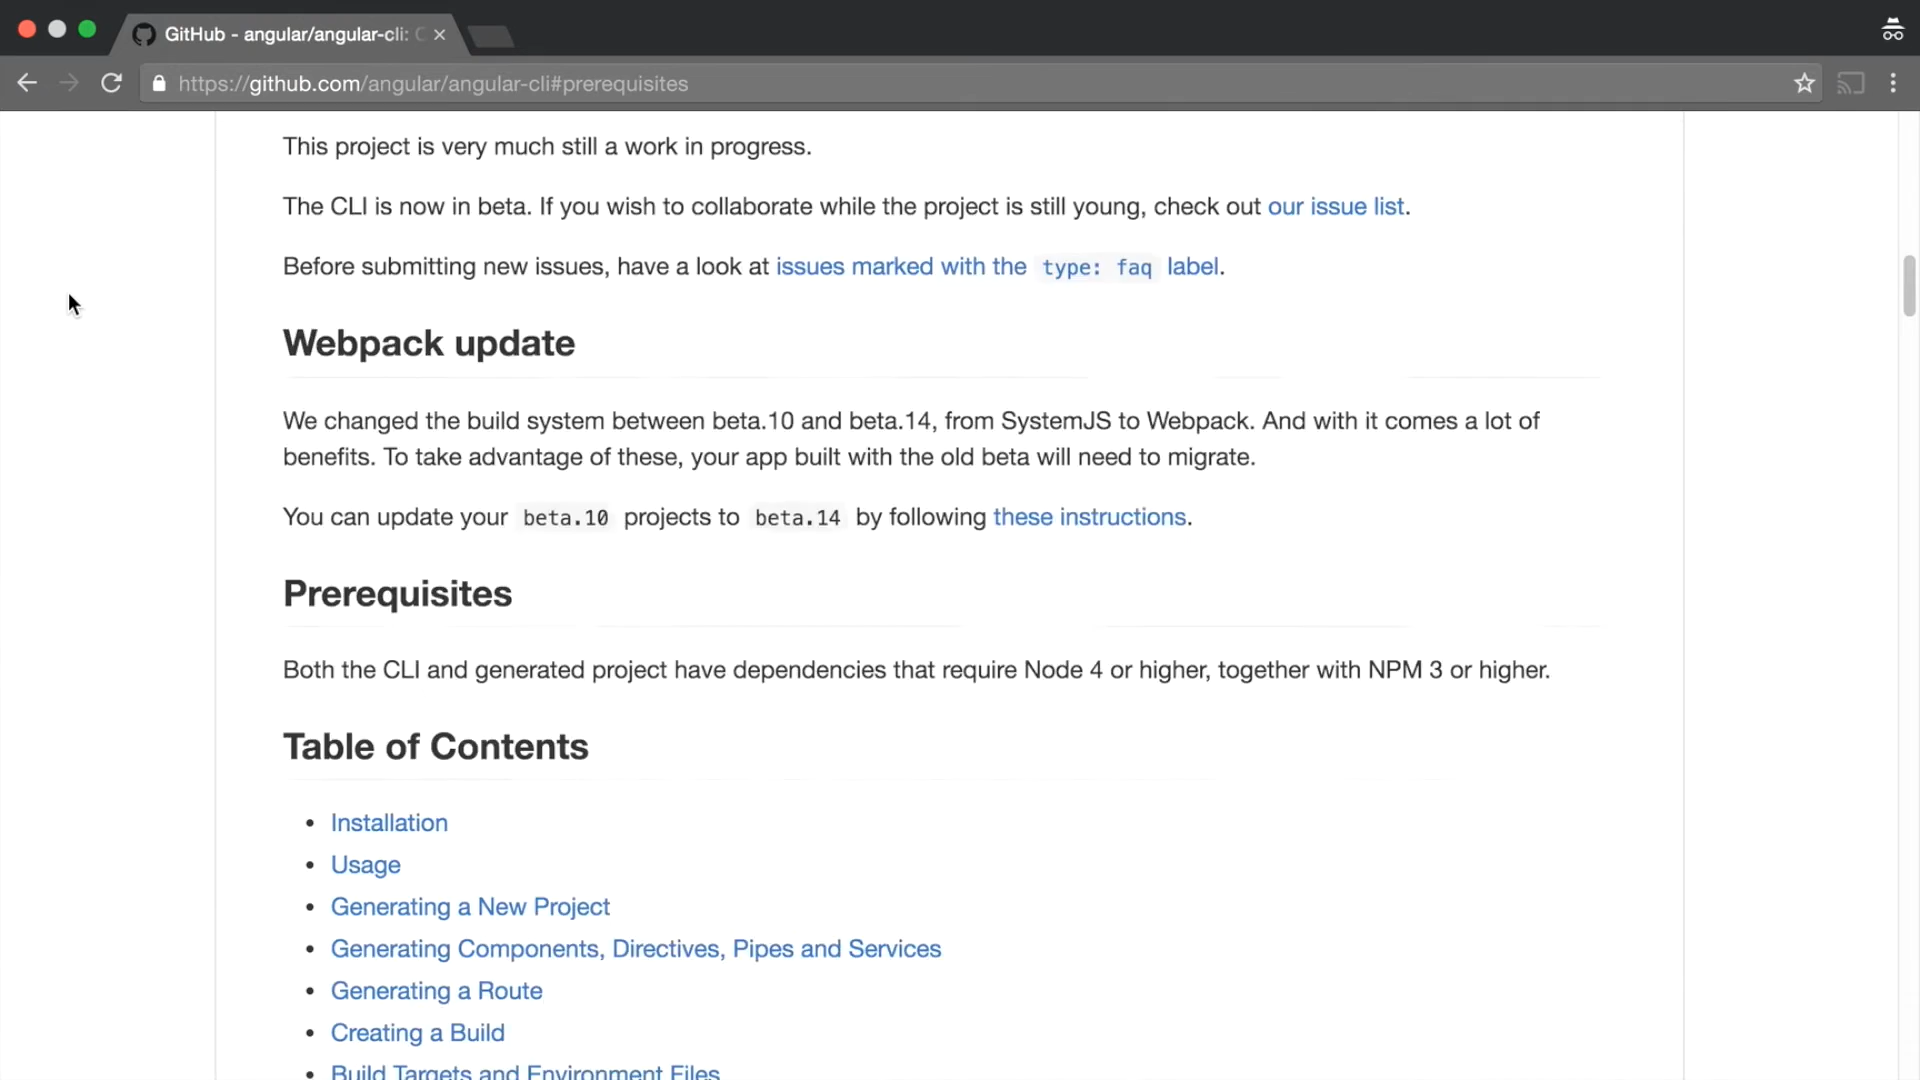 GitHub - angular/angular-cli: C
https://github.com/angular/angular-cli#prerequisites
This project is very much still a work in progress.
The CLI is now in beta. If you wish to collaborate while the project is still young, check out our issue list.
Before submitting new issues, have a look at issues marked with the type: faq label.
Webpack update
We changed the build system between beta.10 and beta.14, from SystemJS to Webpack. And with it comes a lot of
benefits. To take advantage of these, your app built with the old beta will need to migrate.
You can update your beta.10 projects to beta.14 by following these instructions.
Prerequisites
Both the CLI and generated project have dependencies that require Node 4 or higher, together with NPM 3 or higher.
Table of Contents
• Installation
• Usage
• Generating a New Project
• Generating Components, Directives, Pipes and Services
• Generating a Route
• Creating a Build
• Build Targets and Environment Files